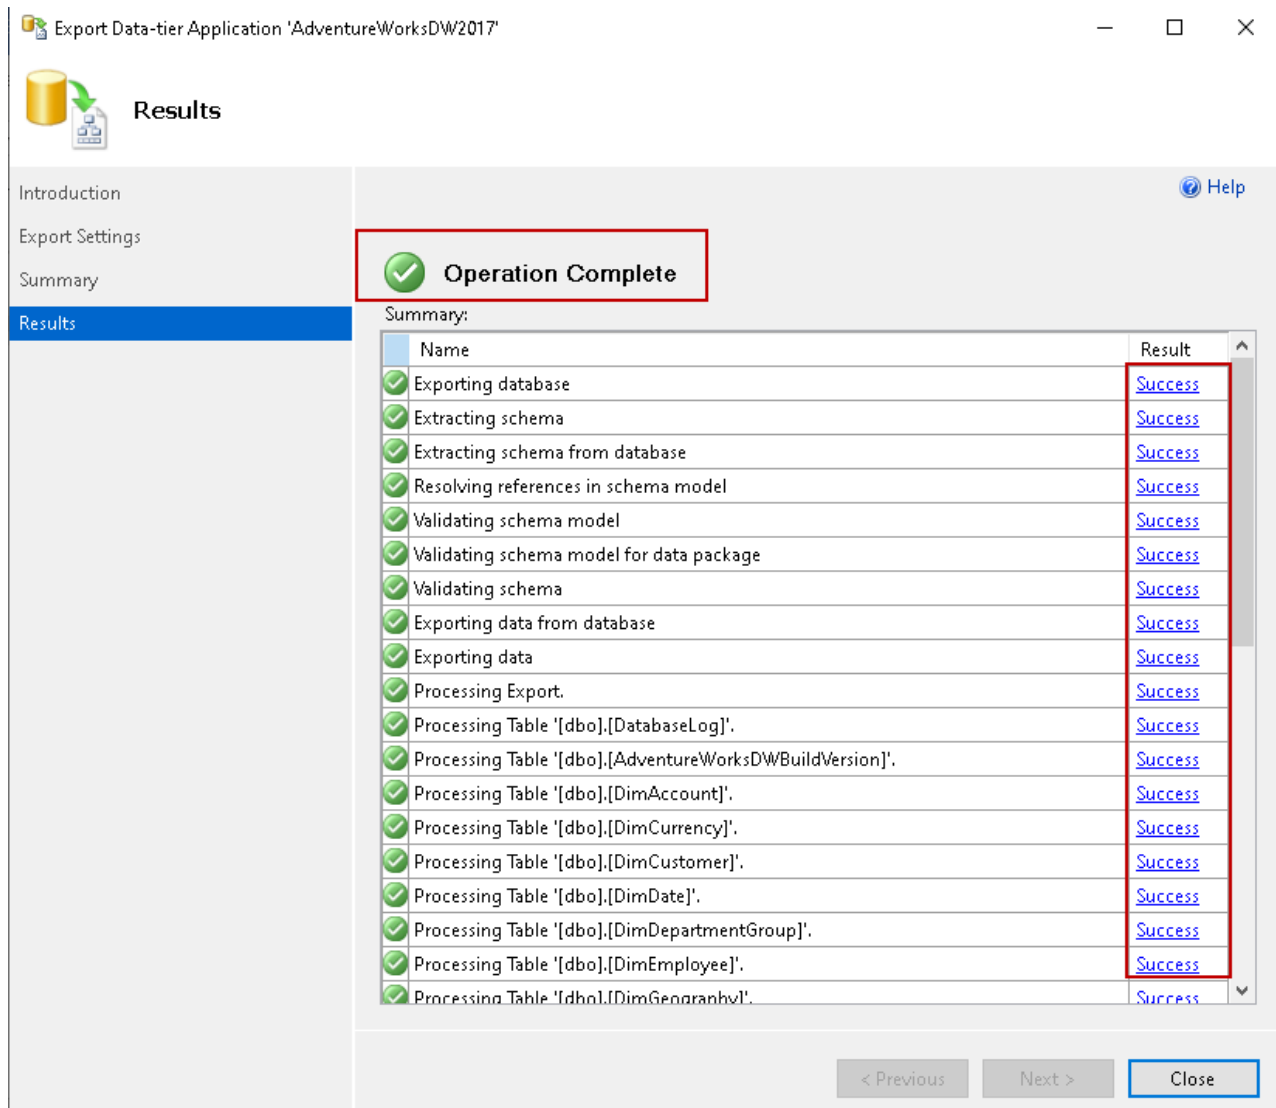 Export Data-tier Application 'AdventureWorksDW2017'
Results
Introduction
Export Settings
Summary
Results
Help
Operation Complete
Summary:
Name Result
Exporting database Success
Extracting schema Success
Extracting schema from database Success
Resolving references in schema model Success
Validating schema model Success
Validating schema model for data package Success
Validating schema Success
Exporting data from database Success
Exporting data Success
Processing Export. Success
Processing Table '[dbo].[DatabaseLog]'. Success
Processing Table '[dbo].[AdventureWorksDWBuildVersion]'. Success
Processing Table '[dbo].[DimAccount]'. Success
Processing Table '[dbo].[DimCurrency]'. Success
Processing Table '[dbo].[DimCustomer]'. Success
Processing Table '[dbo].[DimDate]'. Success
Processing Table '[dbo].[DimDepartmentGroup]'. Success
Processing Table '[dbo].[DimEmployee]'. Success
Processing Table '[dbo].[DimGeography]'. Success
< Previous Next > Close